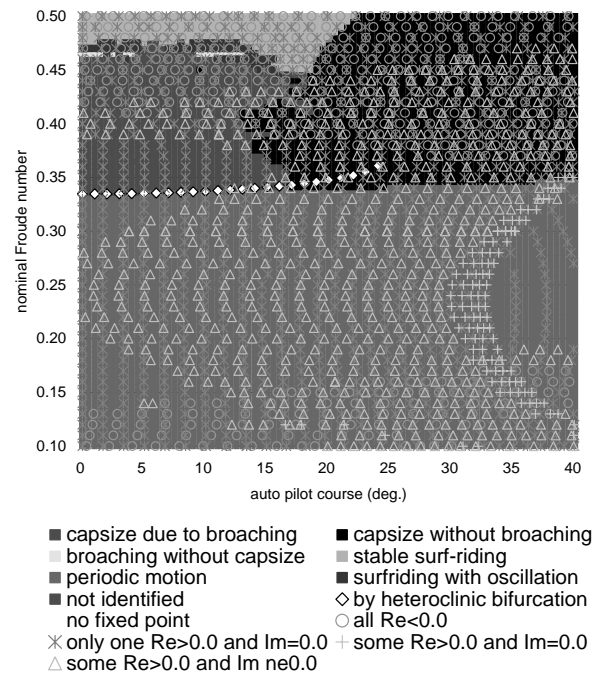 0.50
0.45
0.40
0.35
0.30
0.25
0.20
0.15
0.10
nominal Froude number
0 5 10 15 20 25 30 35 40
auto pilot course (deg.)
capsize due to broaching
capsize without broaching
broaching without capsize
stable surf-riding
periodic motion
surfriding with oscillation
not identified
by heteroclinic bifurcation
no fixed point
all Re<0.0
only one Re>0.0 and Im=0.0
some Re>0.0 and Im=0.0
some Re>0.0 and Im ne0.0